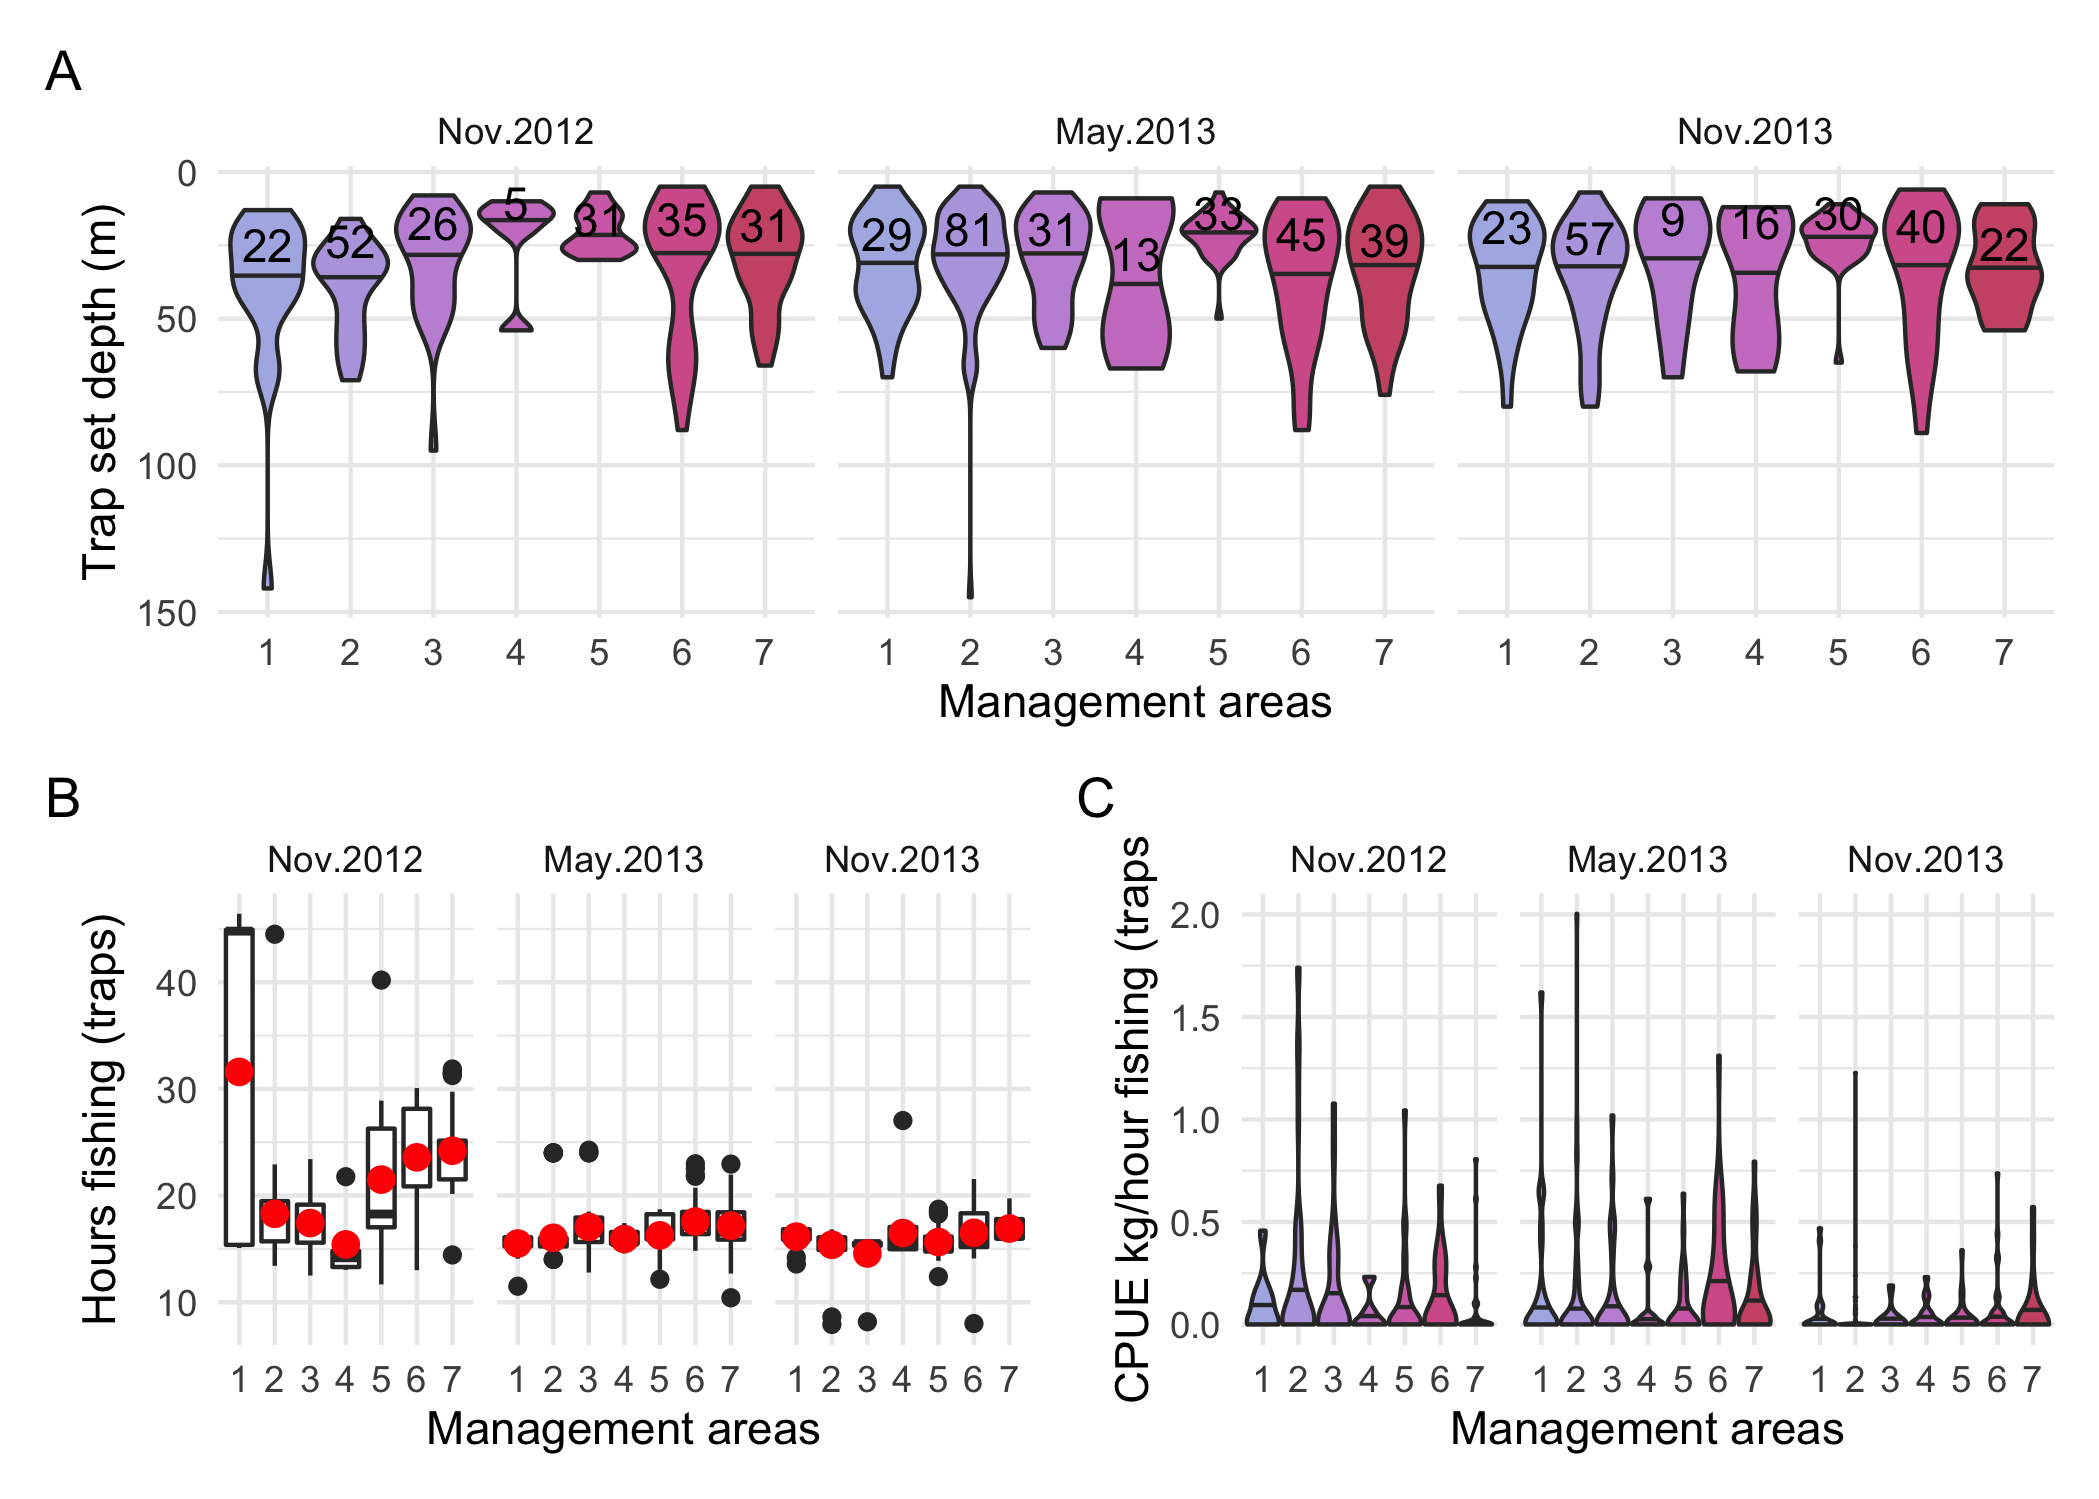 A
Nov.2012 May.2013 Nov.2013
Trap set depth (m)
0
50
100
150
22 52 26 5 31 35 31
29 81 31 13 33 45 39
23 57 9 16 30 40 22
1 2 3 4 5 6 7 1 2 3 4 5 6 7 1 2 3 4 5 6 7
Management areas
B
Nov.2012 May.2013 Nov.2013
Hours fishing (traps)
40
30
20
10
1 2 3 4 5 6 7 1 2 3 4 5 6 7 1 2 3 4 5 6 7
Management areas
C
Nov.2012 May.2013 Nov.2013
CPUE kg/hour fishing (traps
2.0
1.5
1.0
0.5
0.0
1 2 3 4 5 6 7 1 2 3 4 5 6 7 1 2 3 4 5 6 7
Management areas